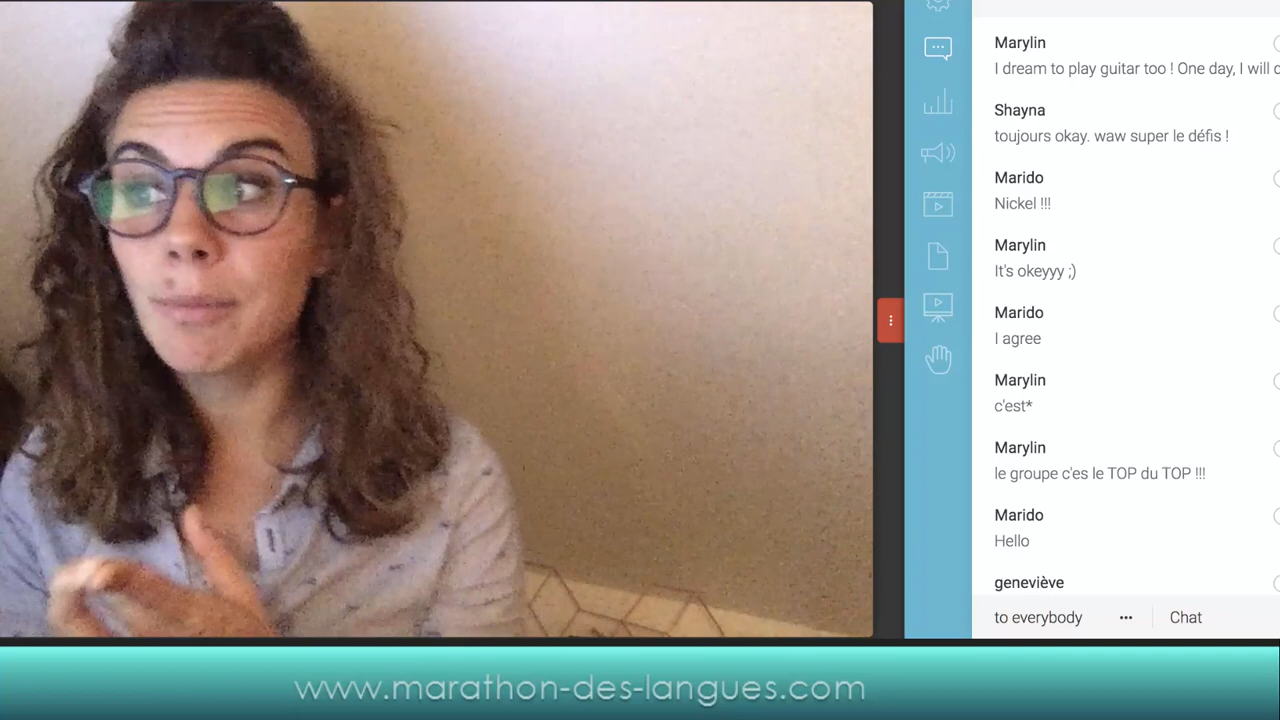 Marylin
I dream to play guitar too ! One day, I will
Shayna
toujours okay. waw super le défis !
Marido
Nickel !!!
Marylin
It's okeyyy ;)
Marido
I agree
Marylin
c'est*
Marylin
le groupe c'es le TOP du TOP !!!
Marido
Hello
geneviève
to everybody
Chat
www.marathon-des-langues.com